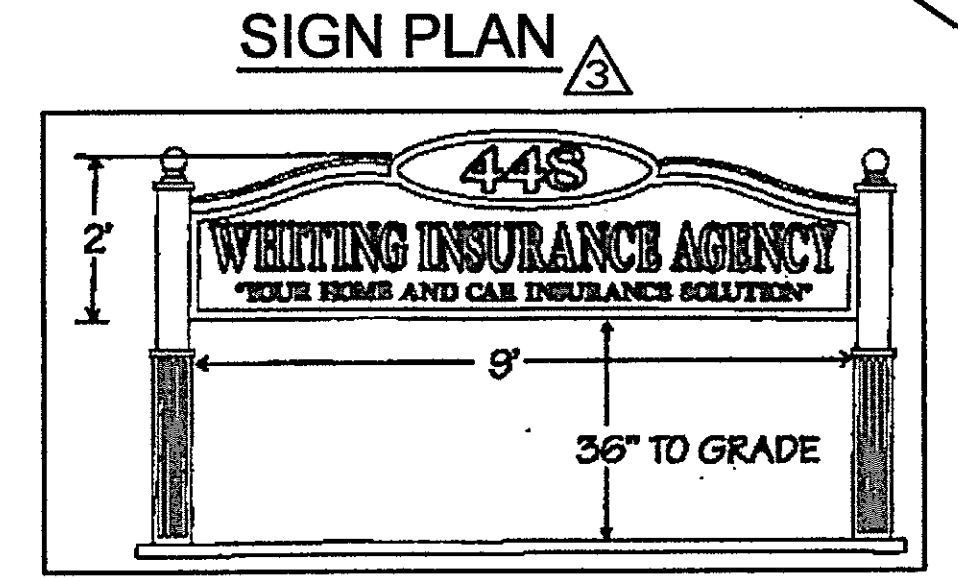 SIGN PLAN
3
448
2'
WHITING INSURANCE AGENCY
"YOUR HOME AND CAR INSURANCE SOLUTION"
9'
36" TO GRADE